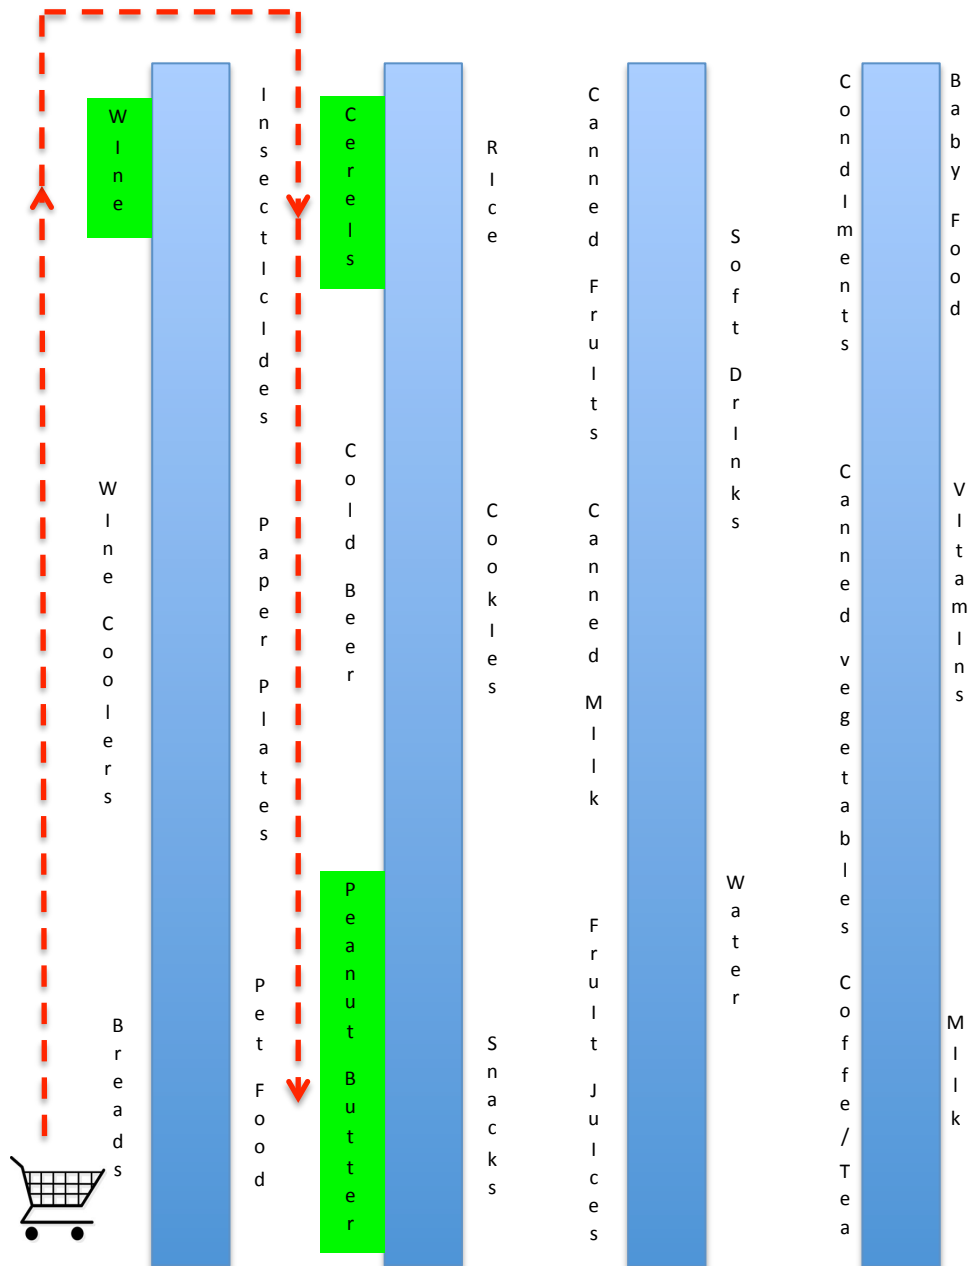 WIne
WIne Coolers
Breads
InsectIcIdes
Paper Plates
Pet Food
Cerels
Cold Beer
Peanut Butter
RIce
CookIes
Snacks
Canned FruIts
Canned MIlk
FruIt JuIces
Soft DrInks
Water
CondIments
Canned vegetables
Coffe/Tea
Baby Food
VItamIns
MIlk